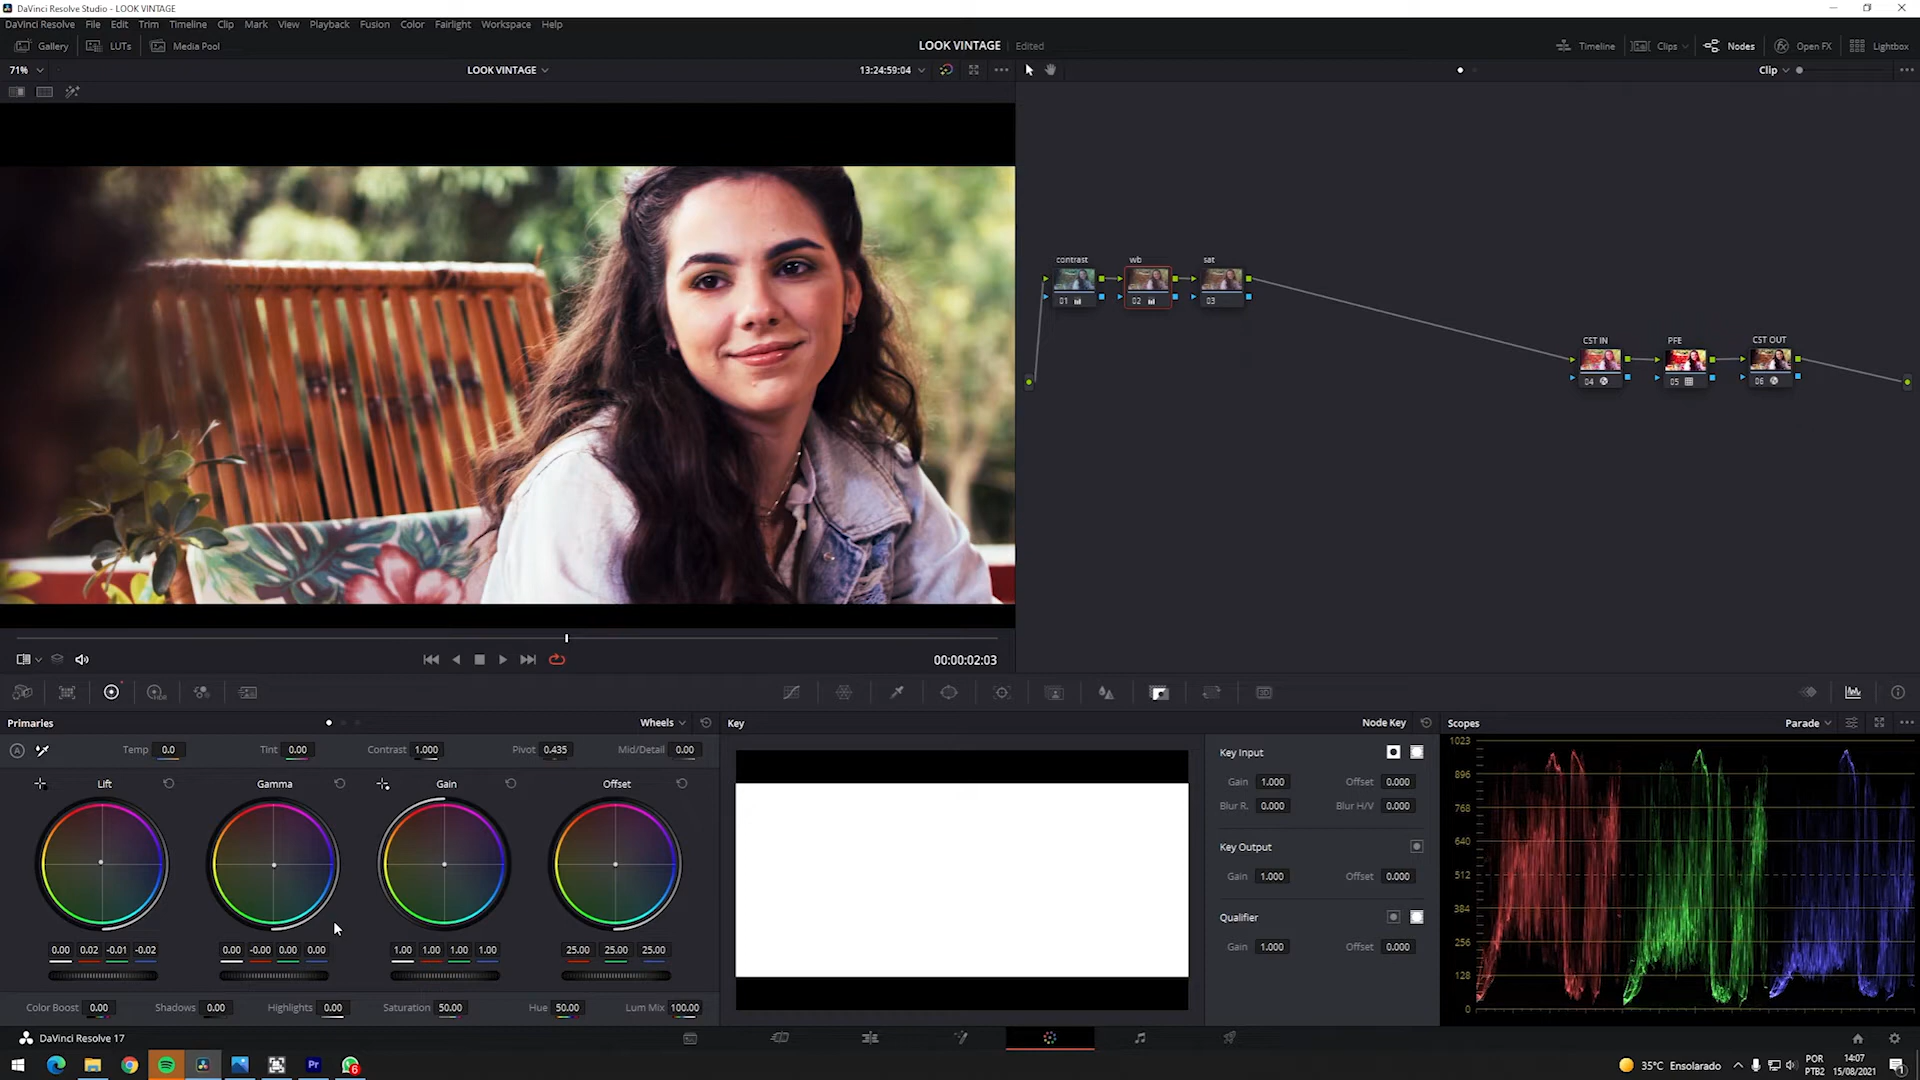 DaVinci Resolve Studio - LOOK VINTAGE
DaVinci Resolve File Edit Trim Timeline Clip Mark View Playback Fusion Color Fairlight Workspace Help
Gallery LUTs Media Pool LOOK VINTAGE Edited Timeline Clips Nodes Open FX Lightbox
71% LOOK VINTAGE 13:24:59:04 Clip
contrast wb sat
01 02 03
CST IN PFE CST OUT
04 05 06
00:00:02:03
HDR 3D
Primaries Wheels Key Node Key Scopes Parade
A Temp 0.0 Tint 0.00 Contrast 1.000 Pivot 0.435 Mid/Detail 0.00
Lift Gamma Gain Offset
0.00 0.02 -0.01 -0.02 0.00 -0.00 0.00 0.00 1.00 1.00 1.00 1.00 25.00 25.00 25.00
Color Boost 0.00 Shadows 0.00 Highlights 0.00 Saturation 50.00 Hue 50.00 Lum Mix 100.00
Key Input
Gain 1.000 Offset 0.000
Blur R. 0.000 Blur H/V 0.000
Key Output
Gain 1.000 Offset 0.000
Qualifier
Gain 1.000 Offset 0.000
1023
896
768
640
512
384
256
128
0
DaVinci Resolve 17
Pr 6 35°C Ensolarado POR 14:07
PTB2 15/08/2021 1